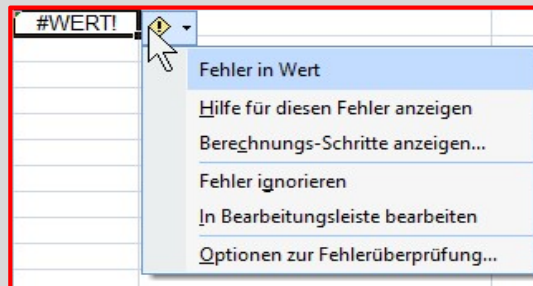 #WERT!
Fehler in Wert
Hilfe für diesen Fehler anzeigen
Berechnungs-Schritte anzeigen...
Fehler ignorieren
In Bearbeitungsleiste bearbeiten
Optionen zur Fehlerüberprüfung...